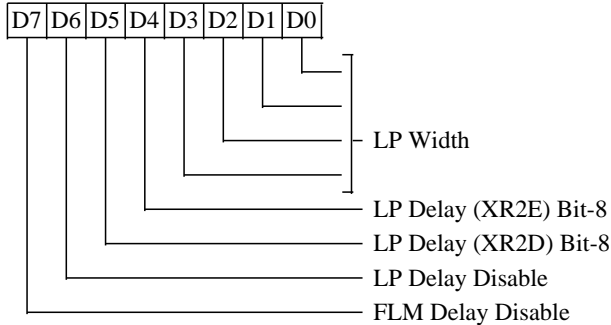 D7 D6 D5 D4 D3 D2 D1 D0
LP Width
LP Delay (XR2E) Bit-8
LP Delay (XR2D) Bit-8
LP Delay Disable
FLM Delay Disable